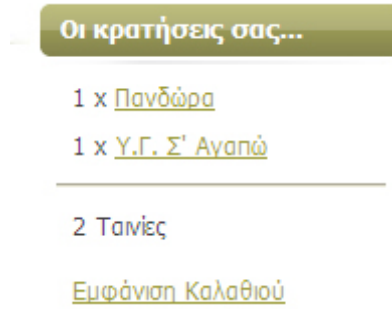 Οι κρατήσεις σας...
1 x Πανδώρα
1 x Υ.Γ. Σ' Αγαπώ
2 Ταινίες
Εμφάνιση Καλαθιού